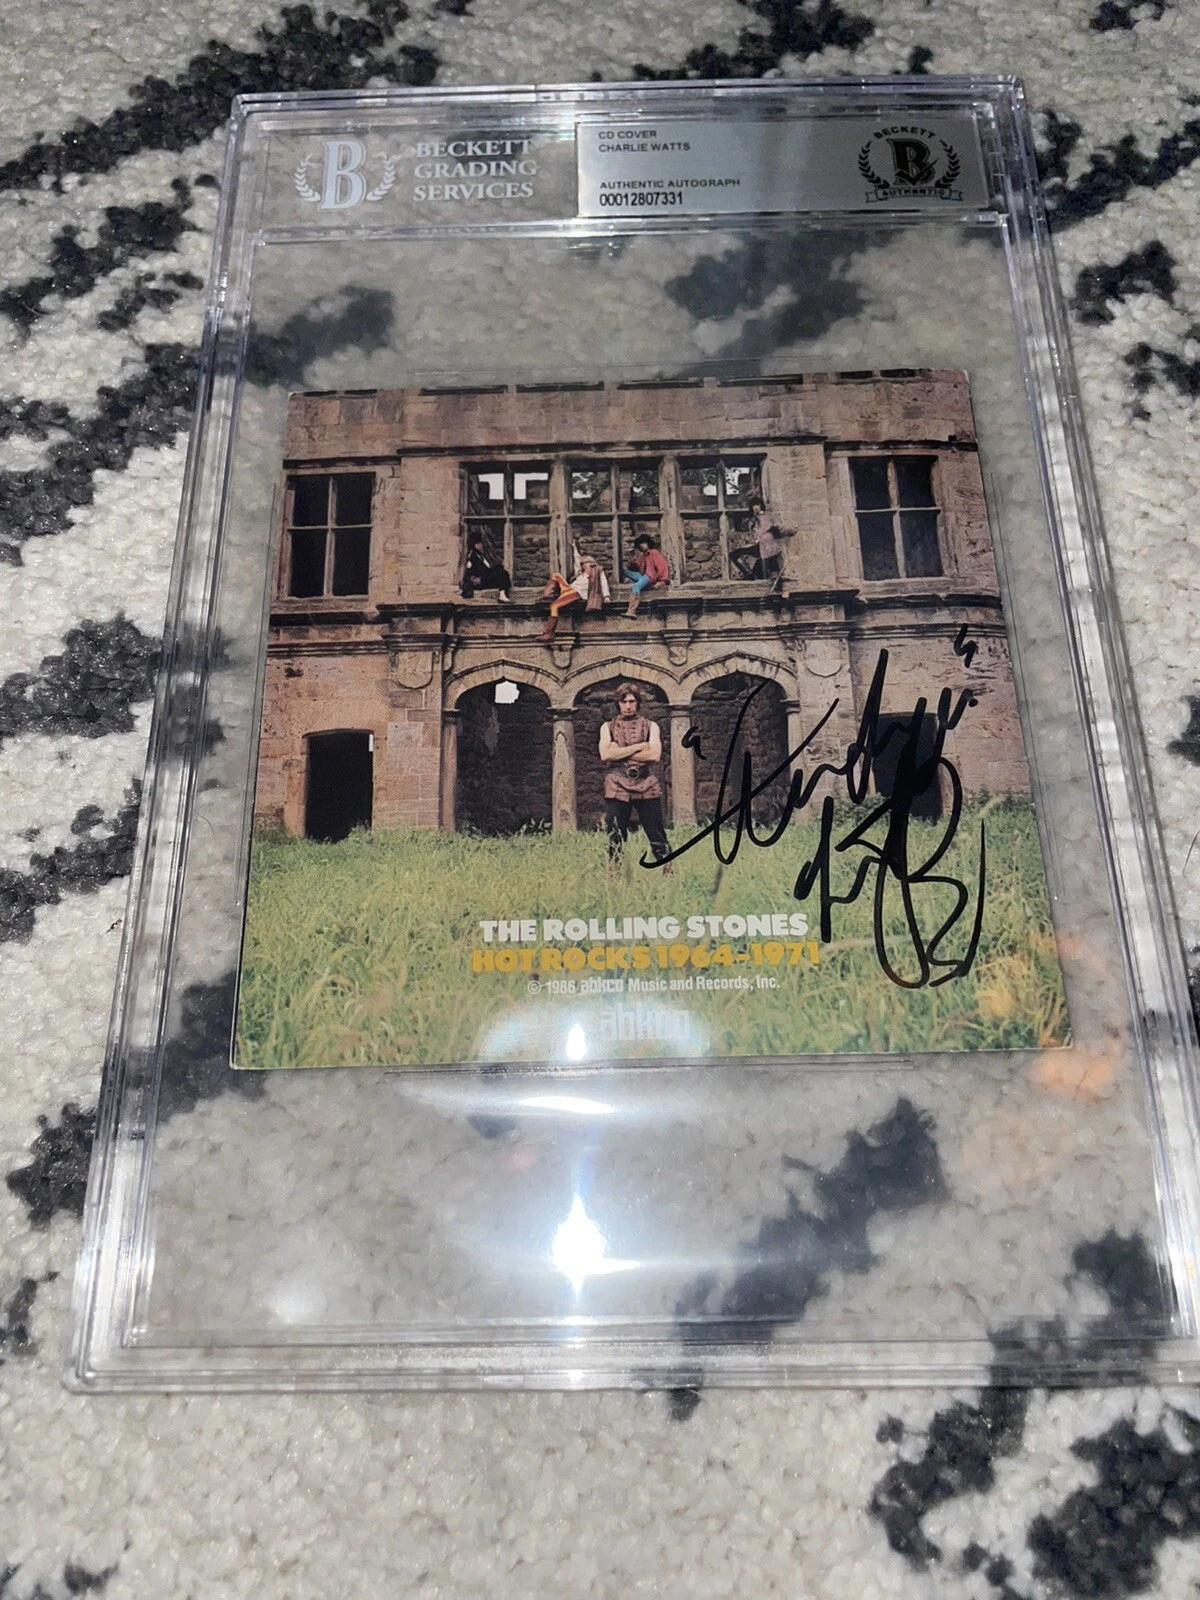 BECKETT
GRADING
SERVICES
B
CD COVER
CHARLIE WATTS
AUTHENTIC AUTOGRAPH
00012807331
BECKETT
B
AUTHENTIC
THE ROLLING STONES
HOT ROCKS 1964-1971
© 1986 abkco Music and Records, Inc.
abkco